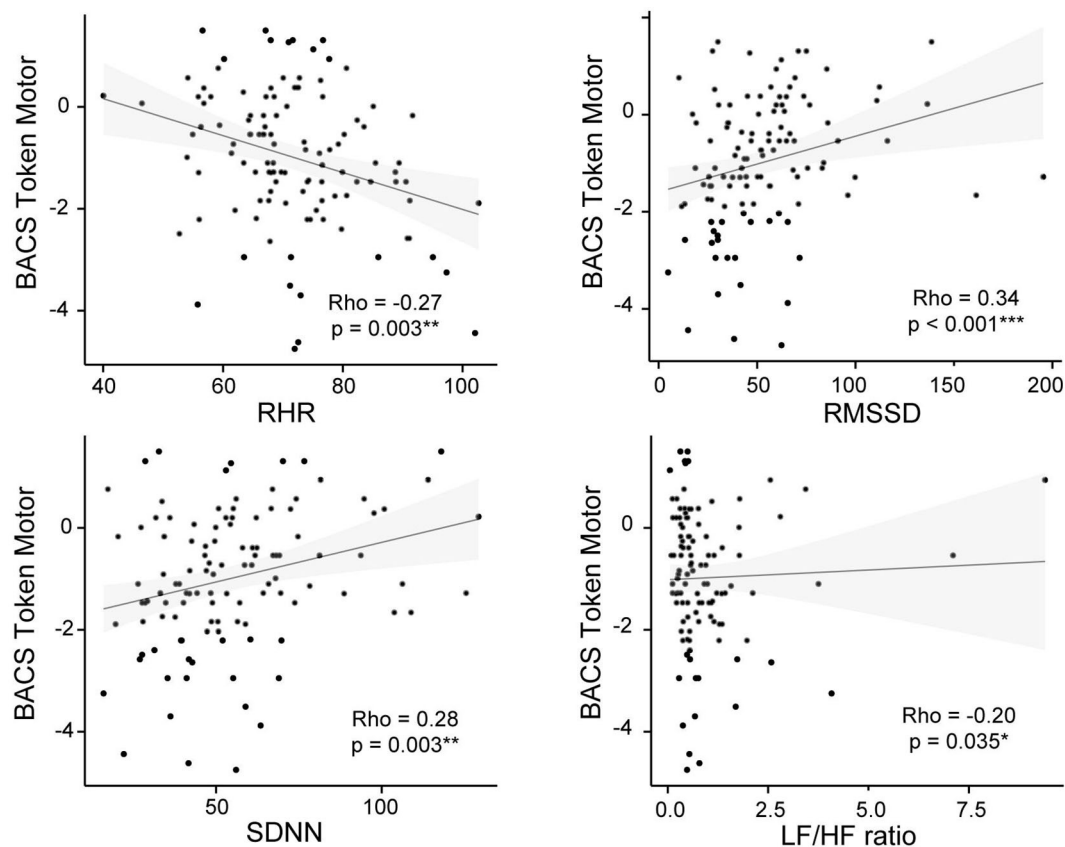 BACS Token Motor
0
-2
-4
Rho = -0.27
p = 0.003**
40
60
80
100
RHR
BACS Token Motor
0
-2
-4
Rho = 0.34
p < 0.001***
0
50
100
150
200
RMSSD
BACS Token Motor
0
-2
-4
Rho = 0.28
p = 0.003**
50
100
SDNN
BACS Token Motor
0
-2
-4
Rho = -0.20
p = 0.035*
0.0
2.5
5.0
7.5
LF/HF ratio